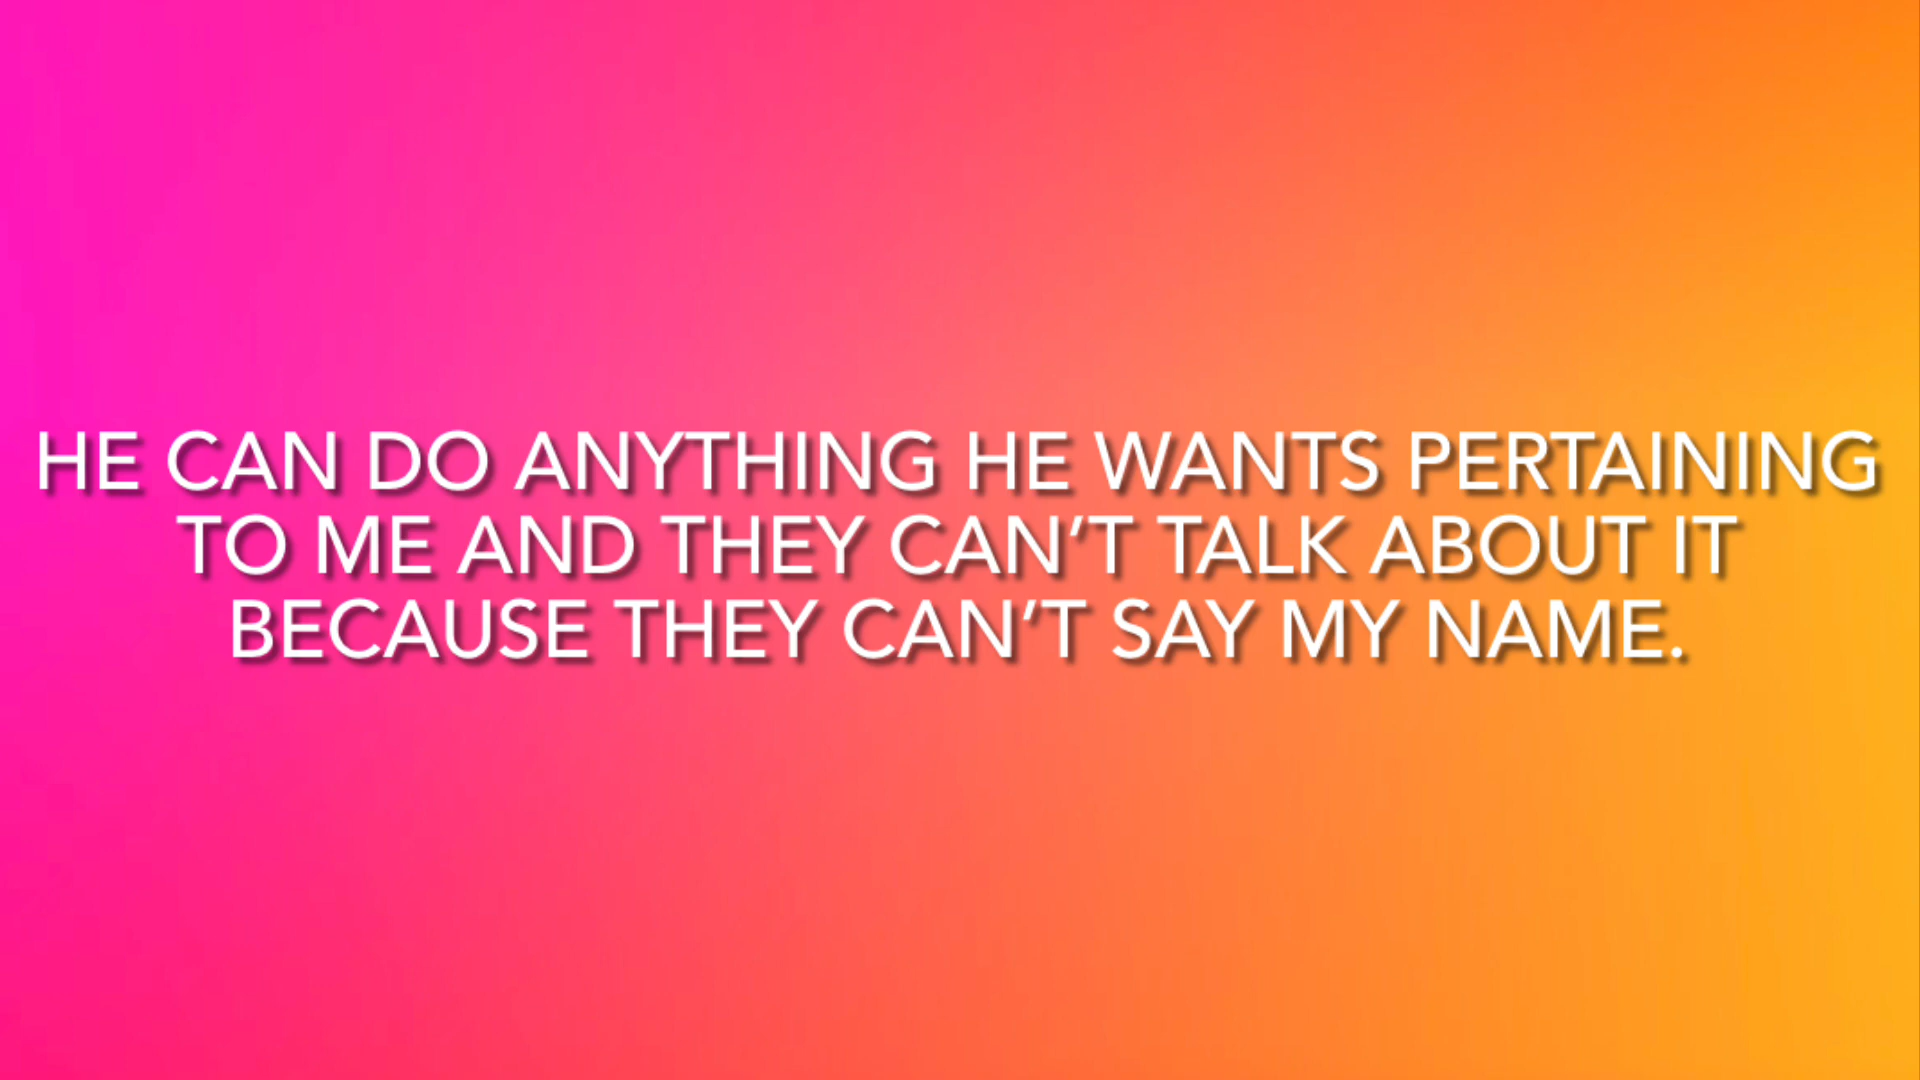 HE CAN DO ANYTHING HE WANTS PERTAINING
TO ME AND THEY CAN’T TALK ABOUT IT
BECAUSE THEY CAN’T SAY MY NAME.